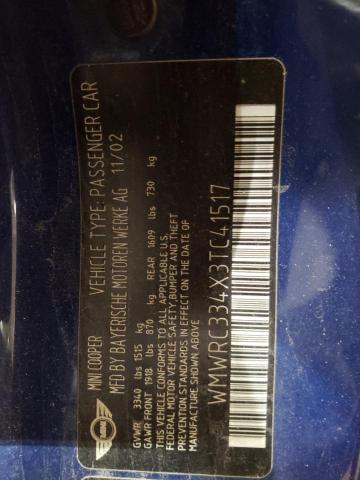 MINI
MINI COOPER VEHICLE TYPE:PASSENGER CAR
MFD BY BAYERISCHE MOTOREN WERKE AG 11/02
GVWR 3340 lbs 1515 kg
GAWR FRONT 1918 lbs 870 kg REAR 1609 lbs 730 kg
THIS VEHICLE CONFORMS TO ALL APPLICABLE U.S.
FEDERAL MOTOR VEHICLE SAFETY,BUMPER AND THEFT
PREVENTION STANDARDS IN EFFECT ON THE DATE OF
MANUFACTURE SHOWN ABOVE.
WMWRC334X3TC41517